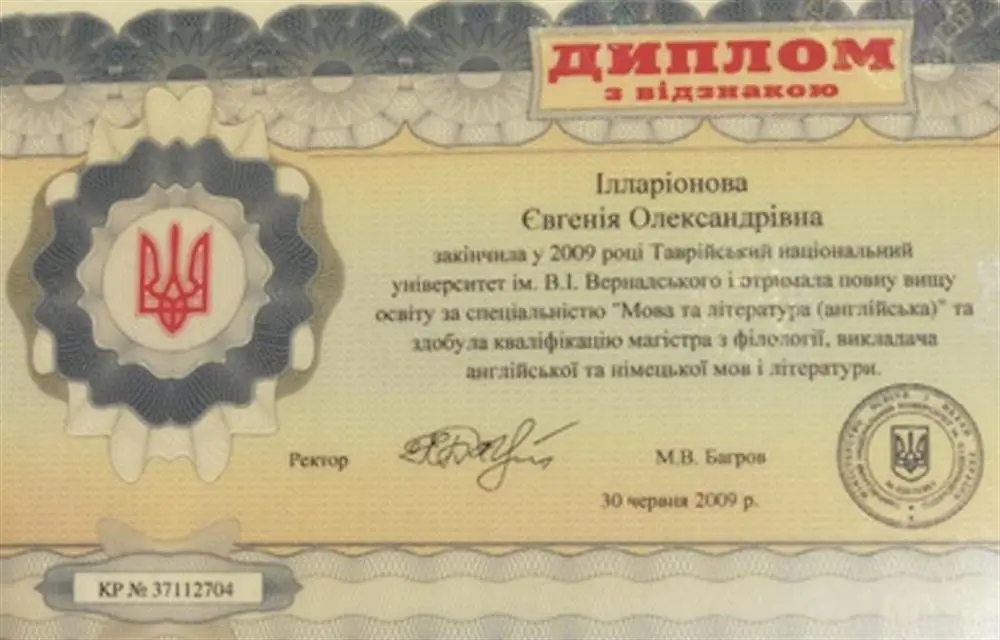 ДИПЛОМ
з відзнакою
Ілларіонова
Євгенія Олександрівна
закінчила у 2009 році Таврійський національний
університет ім. В.І. Вернадського і отримала повну вищу
освіту за спеціальністю "Мова та література (англійська)" та
здобула кваліфікацію магістра з філології, викладача
англійської та німецької мов і літератури.
Ректор
М.В. Багров
30 червня 2009 р.
КР № 37112704